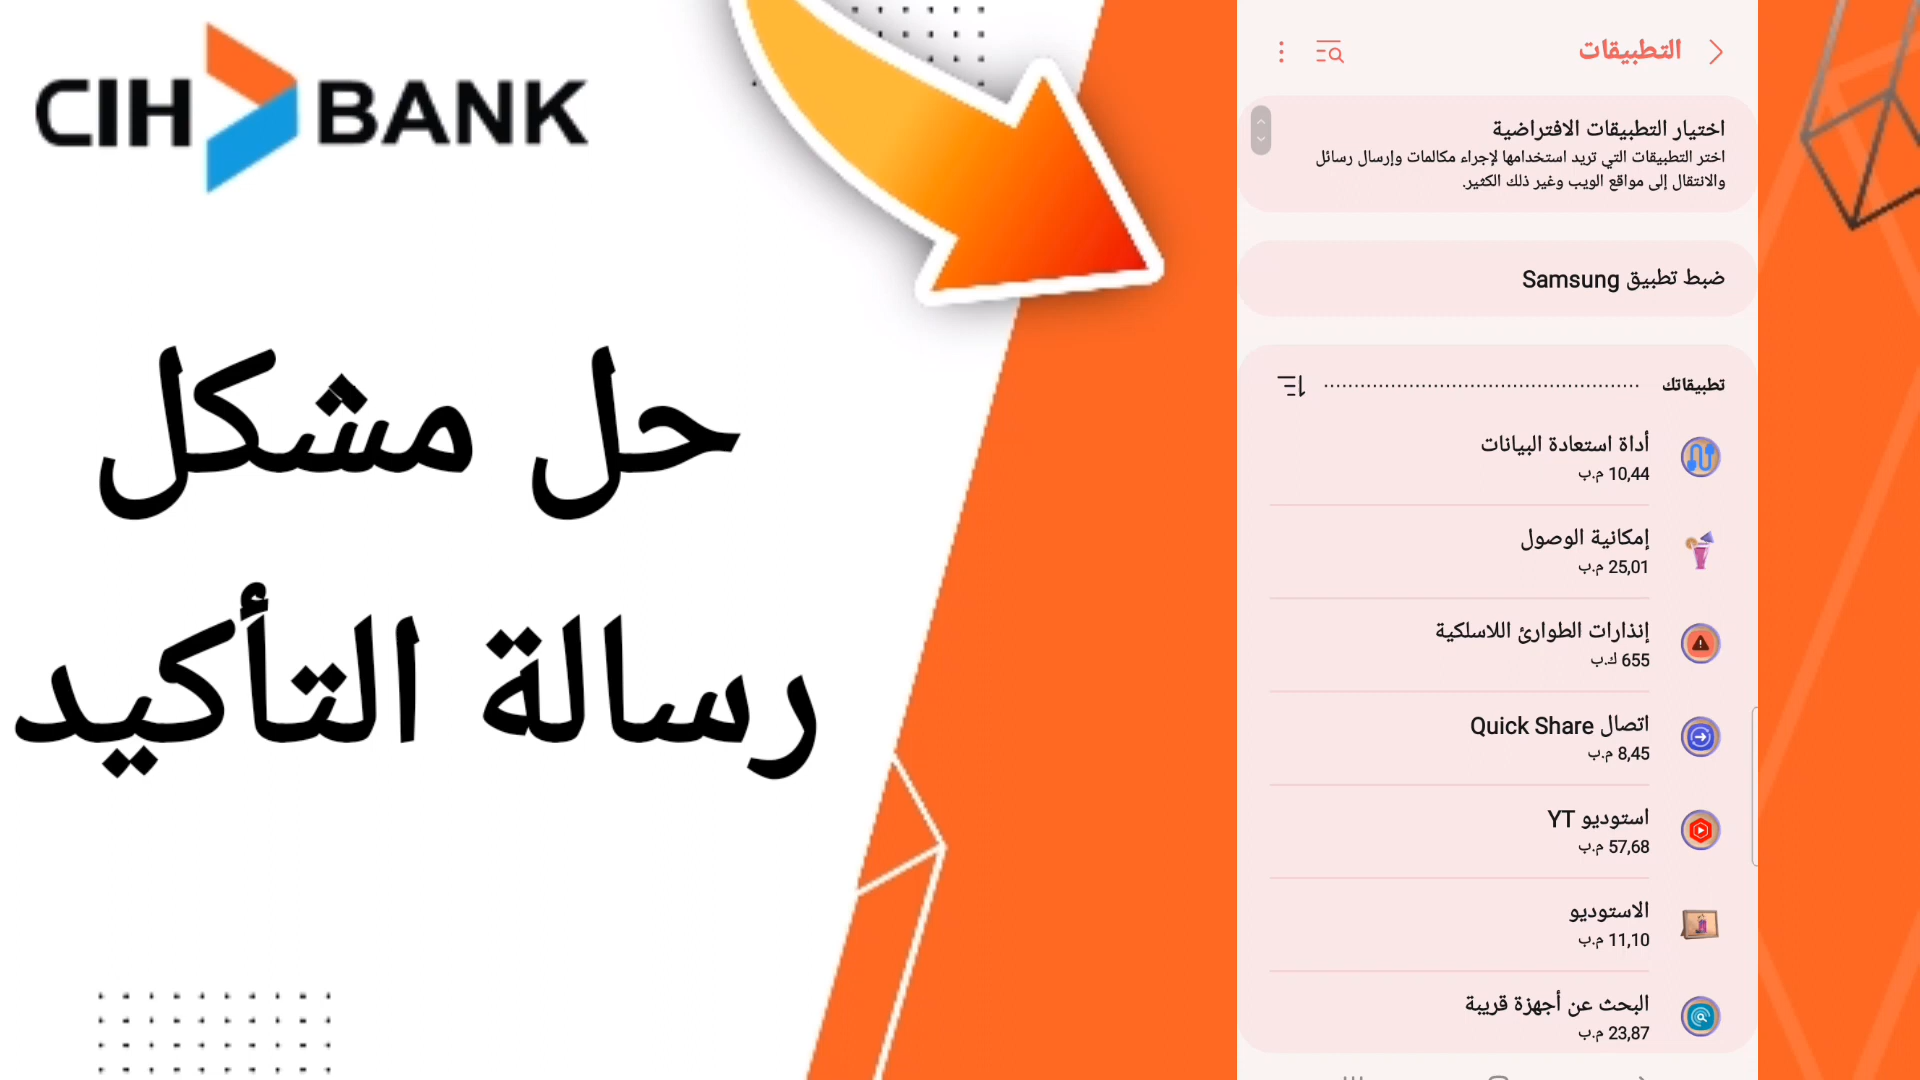 CIH BANK
حل مشكل
رسالة التأكيد
التطبيقات
اختيار التطبيقات الافتراضية
اختر التطبيقات التي تريد استخدامها لإجراء مكالمات وإرسال رسائل
والانتقال إلى مواقع الويب وغير ذلك الكثير.
ضبط تطبيق Samsung
تطبيقاتك
أداة استعادة البيانات
10,44 م.ب
إمكانية الوصول
25,01 م.ب
إنذارات الطوارئ اللاسلكية
655 ك.ب
اتصال Quick Share
8,45 م.ب
استوديو YT
57,68 م.ب
الاستوديو
11,10 م.ب
البحث عن أجهزة قريبة
23,87 م.ب